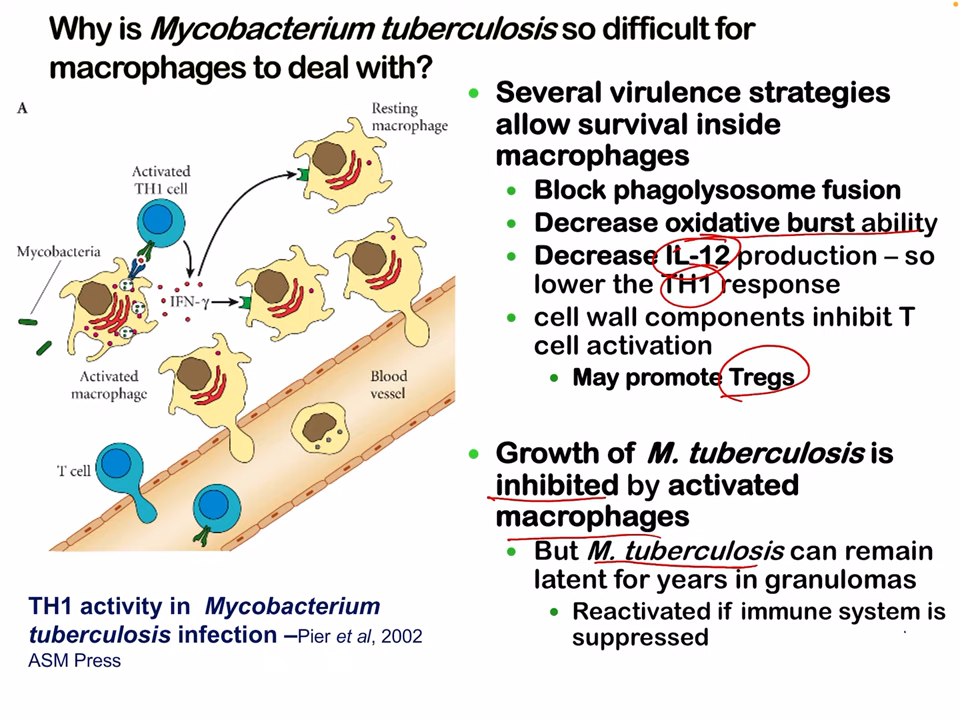 Why is Mycobacterium tuberculosis so difficult for
macrophages to deal with?
A
Resting
macrophage
Activated
TH1 cell
Mycobacteria
IFN-γ
Activated
macrophage
Blood
vessel
T cell
TH1 activity in Mycobacterium
tuberculosis infection –Pier et al, 2002
ASM Press
• Several virulence strategies
allow survival inside
macrophages
• Block phagolysosome fusion
• Decrease oxidative burst ability
• Decrease IL-12 production – so
lower the TH1 response
• cell wall components inhibit T
cell activation
• May promote Tregs
• Growth of M. tuberculosis is
inhibited by activated
macrophages
• But M. tuberculosis can remain
latent for years in granulomas
• Reactivated if immune system is
suppressed